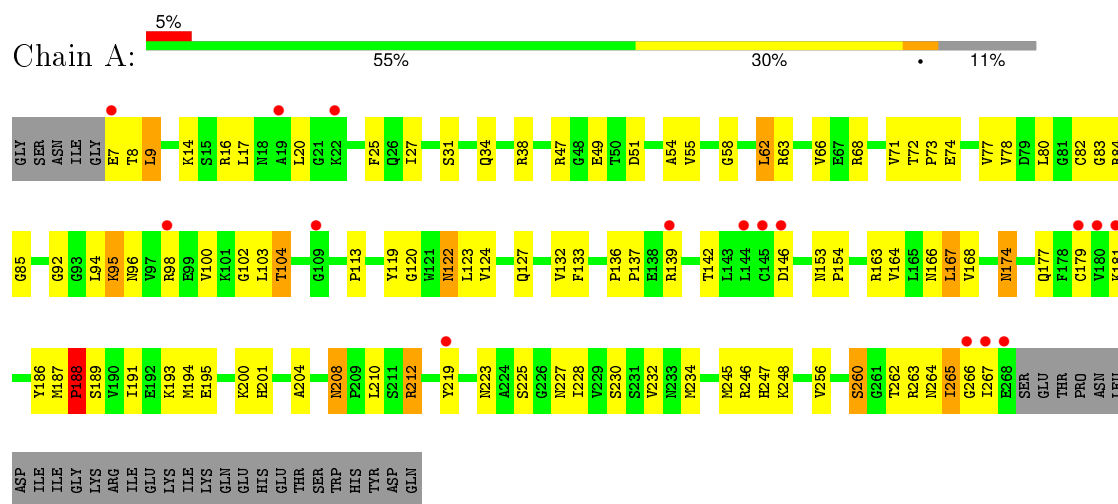 5%
Chain A:
55% 30% • 11%
GLY SER ASN ILE GLY E7 T8 L9 K14 S15 R16 L17 N18 A19 L20 G21 K22 F25 Q26 I27 S31 Q34 R38 R47 G48 E49 T50 D51 A54 V55 G58 L62 R63 V66 E67 R68 V71 T72 P73 E74 V77 V78 D79 L80 G81 C82 G83 R84
G85 G92 G93 L94 K95 N96 V97 R98 E99 V100 K101 G102 L103 T104 G109 P113 Y119 G120 W121 N122 L123 V124 Q127 V132 F133 P136 P137 E138 R139 T142 L143 L144 C145 D146 N153 P154 R163 V164 L165 N166 L167 V168 N174 Q177 F178 C179 V180 K181
Y186 M187 P188 S189 V190 I191 E192 K193 M194 E195 K200 H201 A204 N208 P209 L210 S211 R212 Y219 N223 A224 S225 G226 N227 I228 V229 S230 S231 V232 N233 M234 M245 R246 H247 K248 V256 S260 G261 T262 R263 N264 I265 G266 I267 E268 SER GLU THR PRO ASN LEU
ASP ILE ILE GLY LYS ARG ILE GLU LYS ILE LYS GLN GLU HIS GLU THR SER TRP HIS TYR ASP GLN